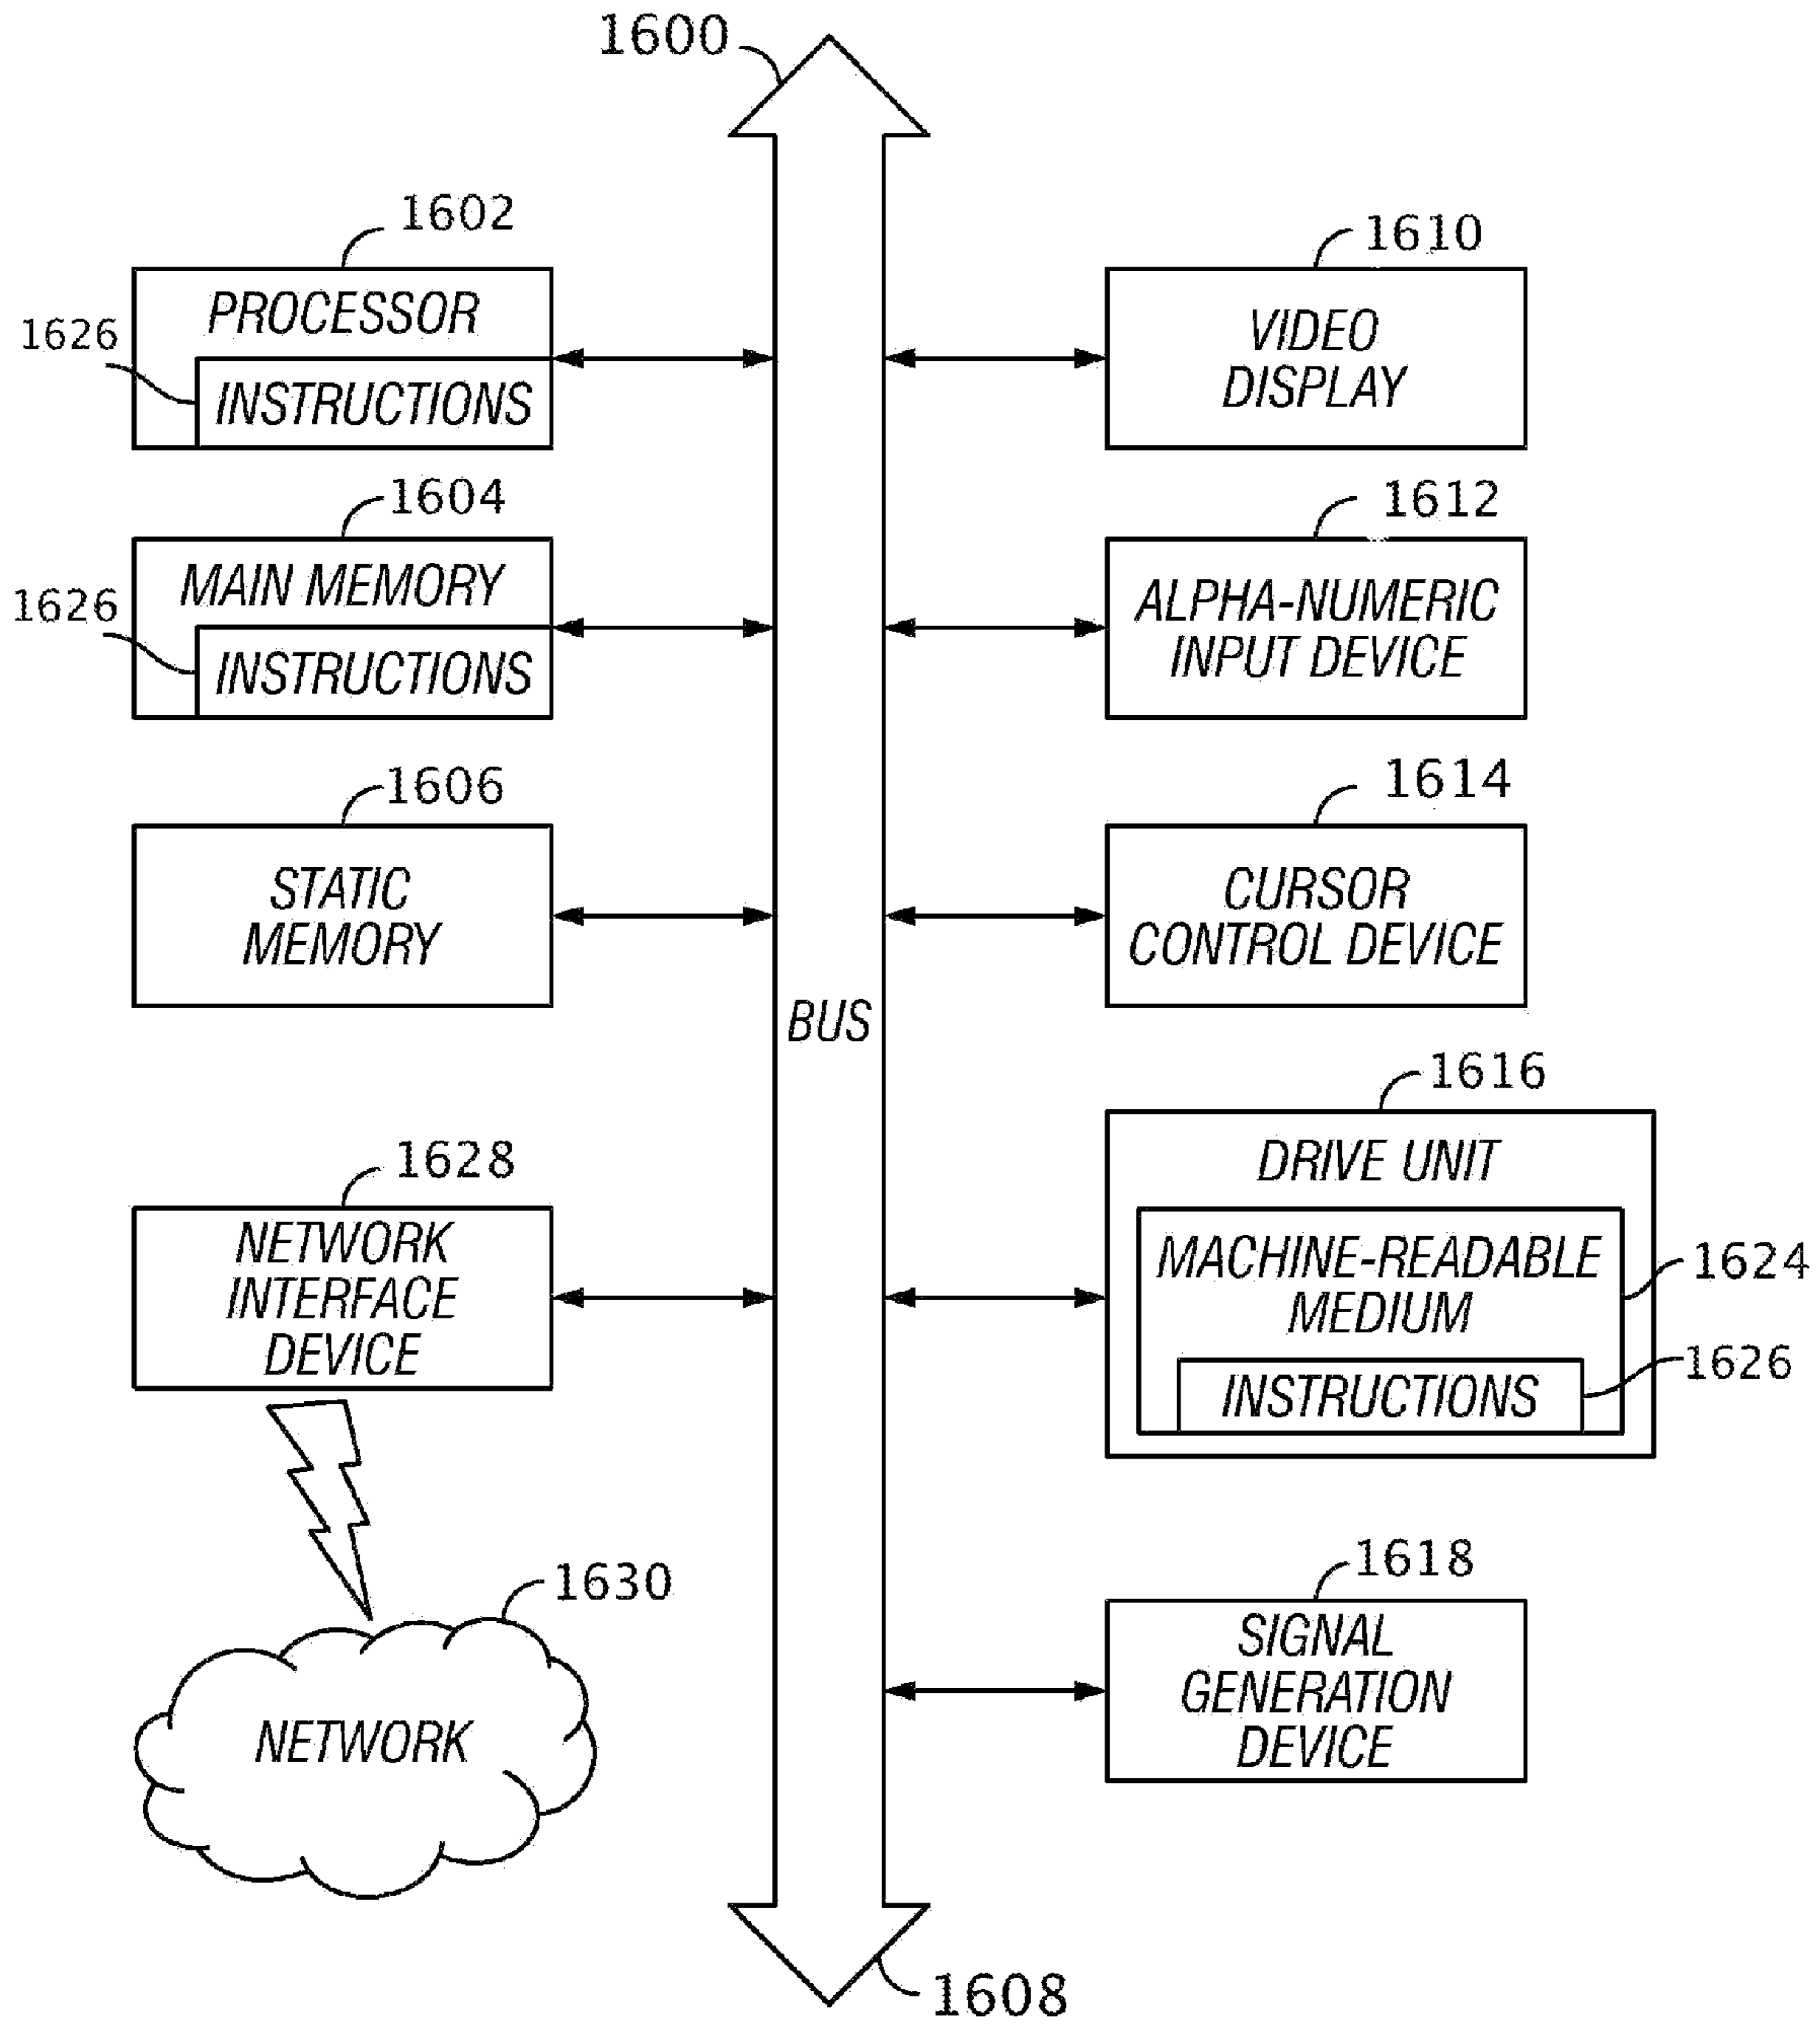 1600
1602
PROCESSOR
1626
INSTRUCTIONS
1604
MAIN MEMORY
1626
INSTRUCTIONS
1606
STATIC
MEMORY
1628
NETWORK
INTERFACE
DEVICE
1630
NETWORK
BUS
1608
1610
VIDEO
DISPLAY
1612
ALPHA-NUMERIC
INPUT DEVICE
1614
CURSOR
CONTROL DEVICE
1616
DRIVE UNIT
MACHINE-READABLE
MEDIUM
1624
INSTRUCTIONS
1626
1618
SIGNAL
GENERATION
DEVICE